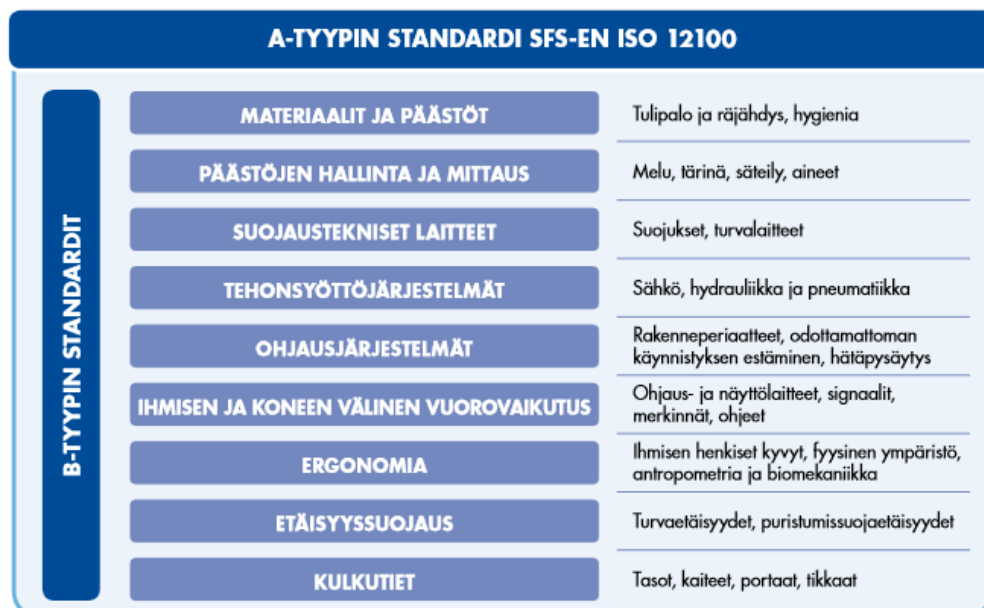 A-TYYPIN STANDARDI SFS-EN ISO 12100
B-TYYPIN STANDARDIT
MATERIAALIT JA PÄÄSTÖT
Tulipalo ja räjähdys, hygienia
PÄÄSTÖJEN HALLINTA JA MITTAUS
Melu, tärinä, säteily, aineet
SUOJAUSTEKNISET LAITTEET
Suojukset, turvalaitteet
TEHONSYÖTTÖJÄRJESTELMÄT
Sähkö, hydrauliikka ja pneumatiikka
OHJAUSJÄRJESTELMÄT
Rakenneperiaatteet, odottamattoman
käynnistyksen estäminen, hätäpysäytys
IHMISEN JA KONEEN VÄLINEN VUOROVAIKUTUS
Ohjaus- ja näyttölaitteet, signaalit,
merkinnät, ohjeet
ERGONOMIA
Ihmisen henkiset kyvyt, fyysinen ympäristö,
antropometria ja biomekaniikka
ETÄISYYSSUOJAUS
Turvaetäisyydet, puristumissuojaetäisyydet
KULKUTIET
Tasot, kaiteet, portaat, tikkaat